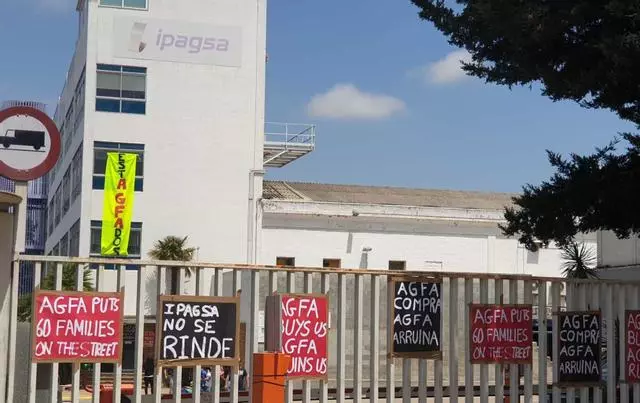 ipagsa
ESTAGFADOS
AGFA PUTS
60 FAMILIES
ON THE STREET
IPAGSA
NO SE
RINDE
AGFA
BUYS US
AGFA
RUINS US
AGFA
COMPRA
AGFA
ARRUINA
AGFA PUTS
60 FAMILIES
ON THE STREET
AGFA
COMPRA
AGFA
ARRUINA